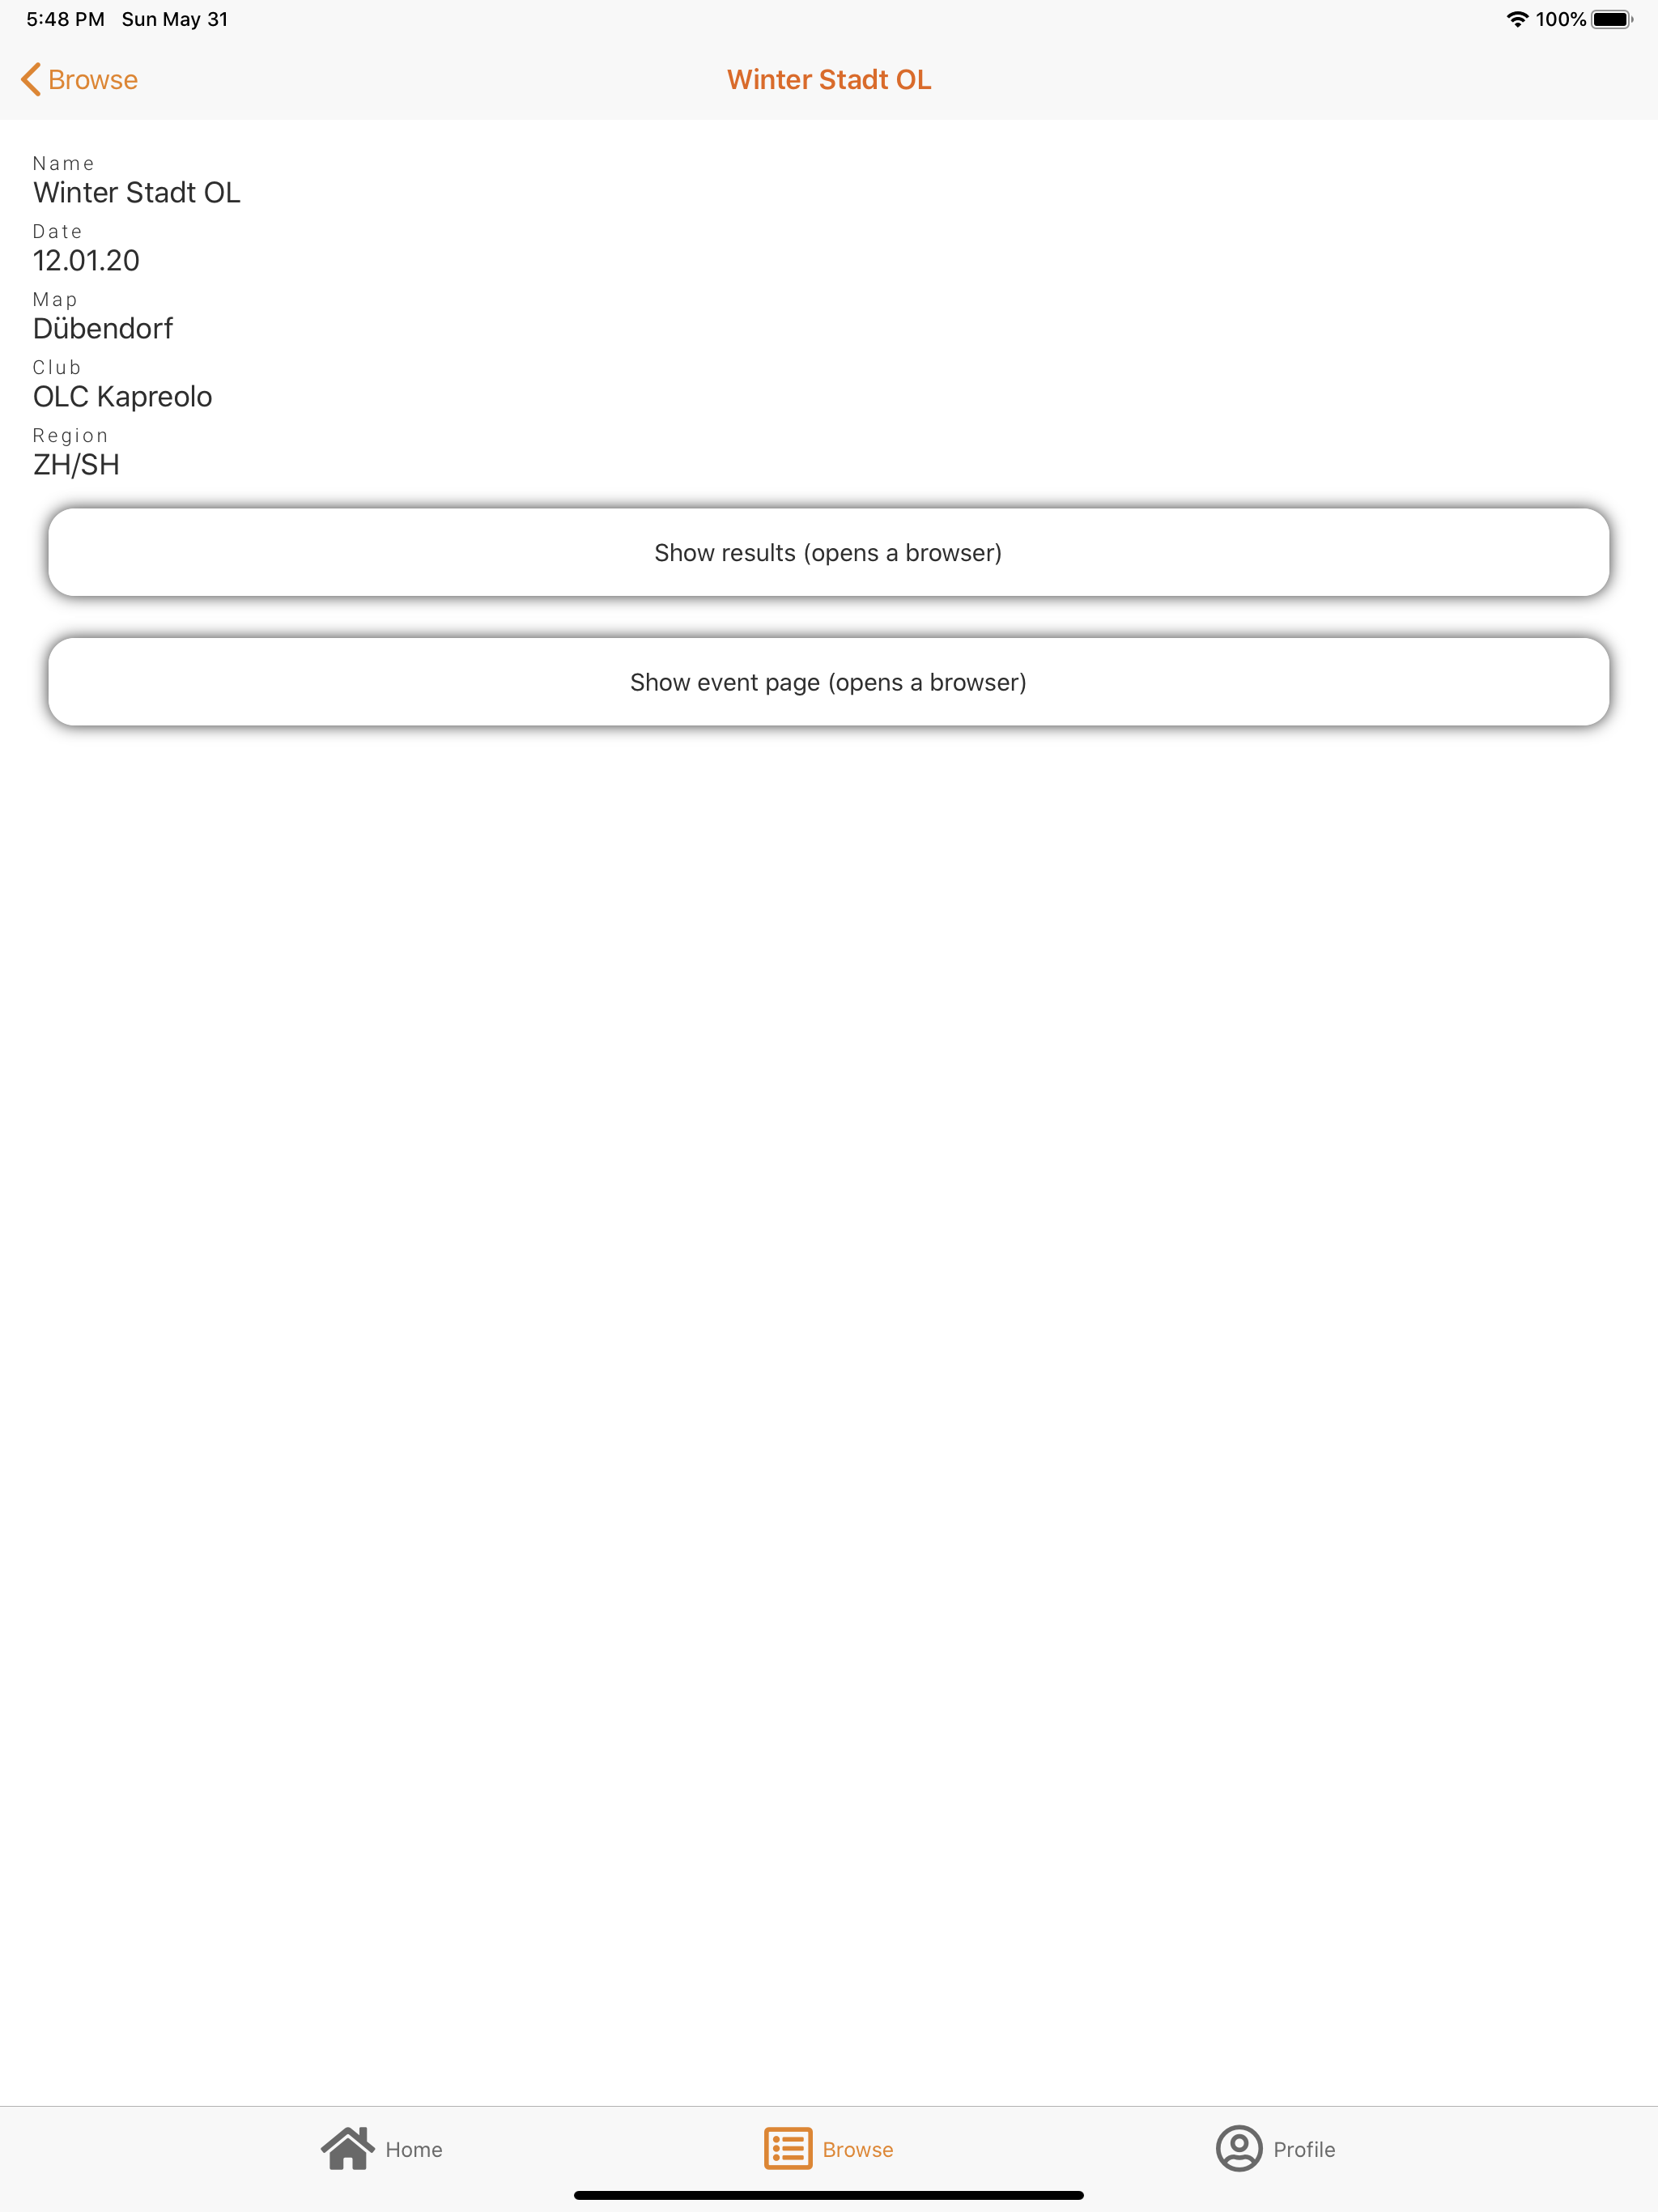 5:48 PM Sun May 31 100%
Browse Winter Stadt OL
Name
Winter Stadt OL
Date
12.01.20
Map
Dübendorf
Club
OLC Kapreolo
Region
ZH/SH
Show results (opens a browser)
Show event page (opens a browser)
Home Browse Profile